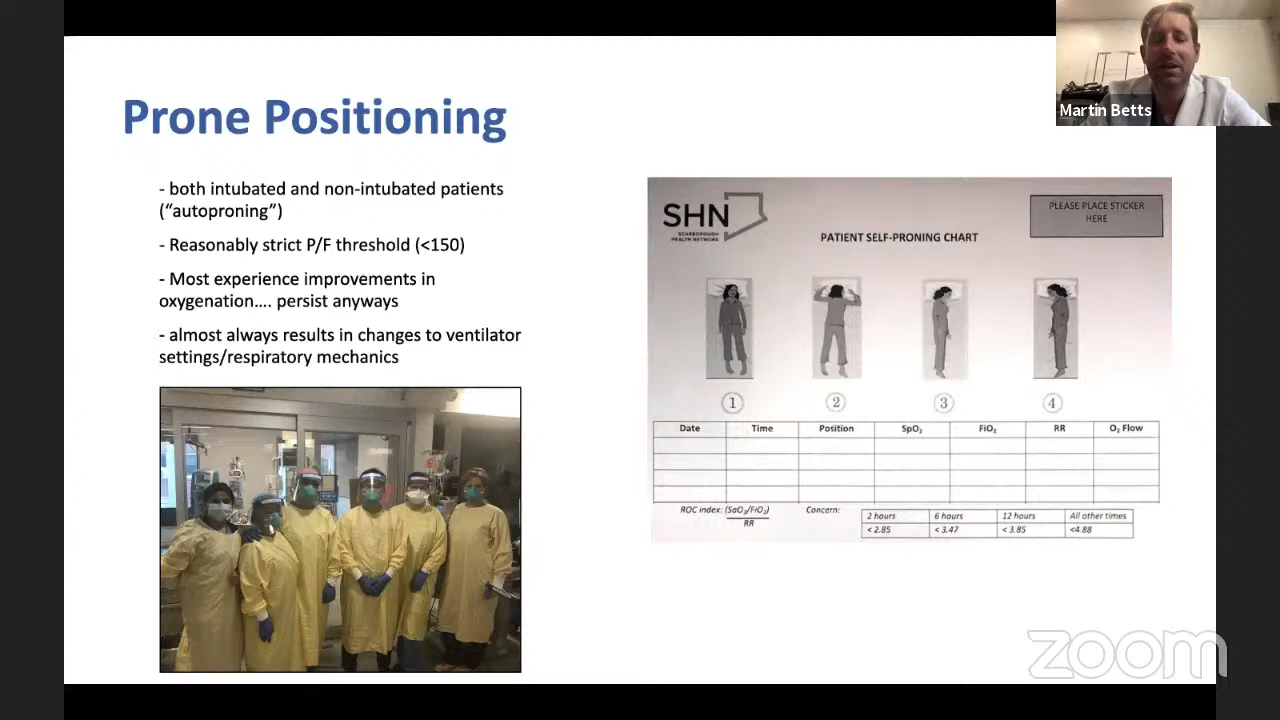 Martin Betts
Prone Positioning
- both intubated and non-intubated patients
(“autoproning”)
- Reasonably strict P/F threshold (<150)
- Most experience improvements in
oxygenation…. persist anyways
- almost always results in changes to ventilator
settings/respiratory mechanics
SHN
SCARBOROUGH
HEALTH NETWORK
PLEASE PLACE STICKER
HERE
PATIENT SELF-PRONING CHART
1 2 3 4
Date Time Position SpO₂ FiO₂ RR O₂ Flow
ROC index: (SaO₂/FiO₂)
RR
Concern:
2 hours 6 hours 12 hours All other times
< 2.85 < 3.47 < 3.85 <4.88
zoom